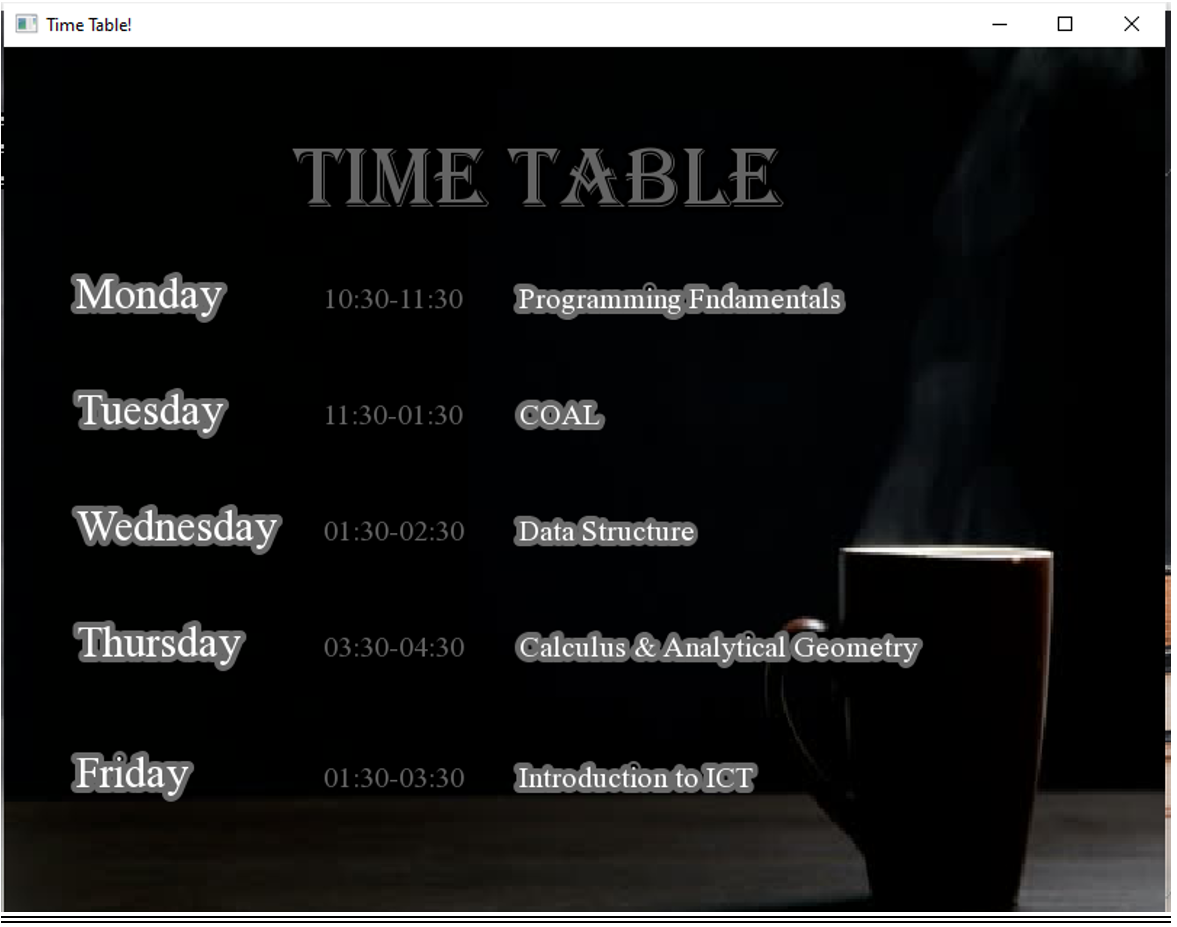 Time Table!
TIME TABLE
Monday 10:30-11:30 Programming Fndamentals
Tuesday 11:30-01:30 COAL
Wednesday 01:30-02:30 Data Structure
Thursday 03:30-04:30 Calculus & Analytical Geometry
Friday 01:30-03:30 Introduction to ICT